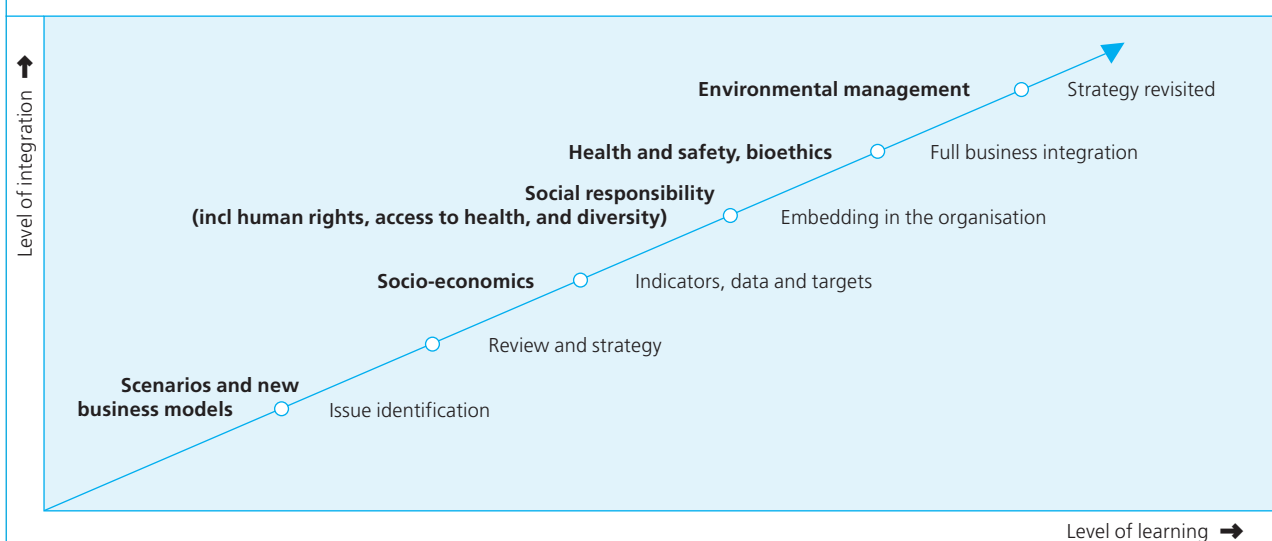 Level of integration
Environmental management
Strategy revisited
Health and safety, bioethics
Full business integration
Social responsibility
(incl human rights, access to health, and diversity)
Embedding in the organisation
Socio-economics
Indicators, data and targets
Review and strategy
Scenarios and new
business models
Issue identification
Level of learning